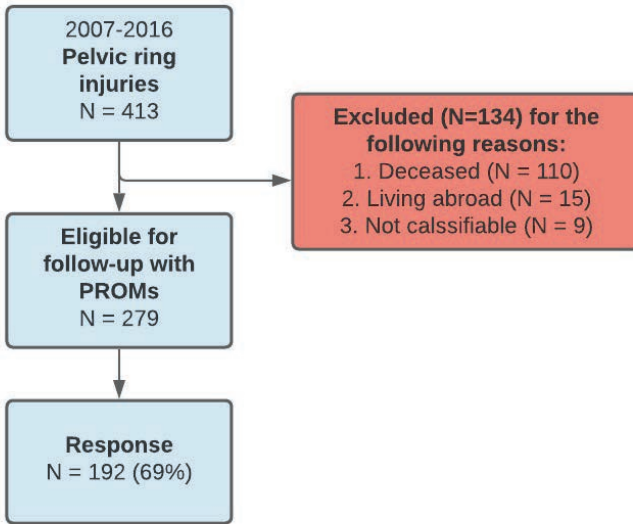 2007-2016
Pelvic ring
injuries
N = 413
Excluded (N=134) for the
following reasons:
1. Deceased (N = 110)
2. Living abroad (N = 15)
3. Not calssifiable (N = 9)
Eligible for
follow-up with
PROMs
N = 279
Response
N = 192 (69%)